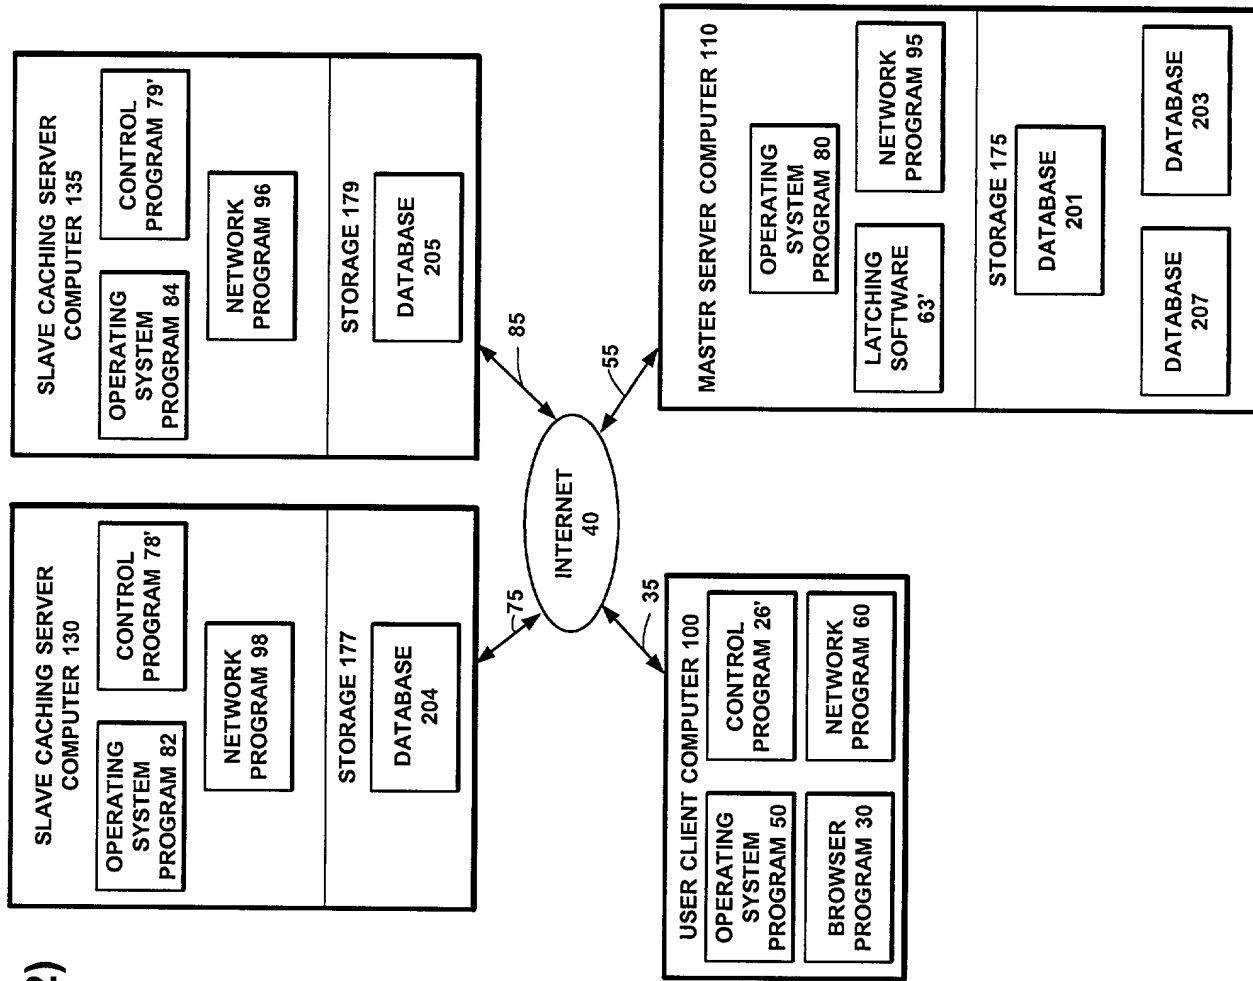 SLAVE CACHING SERVER
COMPUTER 130
OPERATING
SYSTEM
PROGRAM 82
CONTROL
PROGRAM 78'
NETWORK
PROGRAM 98
STORAGE 177
DATABASE
204
SLAVE CACHING SERVER
COMPUTER 135
OPERATING
SYSTEM
PROGRAM 84
CONTROL
PROGRAM 79'
NETWORK
PROGRAM 96
STORAGE 179
DATABASE
205
75
85
INTERNET
40
35
55
USER CLIENT COMPUTER 100
OPERATING
SYSTEM
PROGRAM 50
CONTROL
PROGRAM 26'
BROWSER
PROGRAM 30
NETWORK
PROGRAM 60
MASTER SERVER COMPUTER 110
OPERATING
SYSTEM
PROGRAM 80
LATCHING
SOFTWARE
63'
NETWORK
PROGRAM 95
STORAGE 175
DATABASE
201
DATABASE
207
DATABASE
203